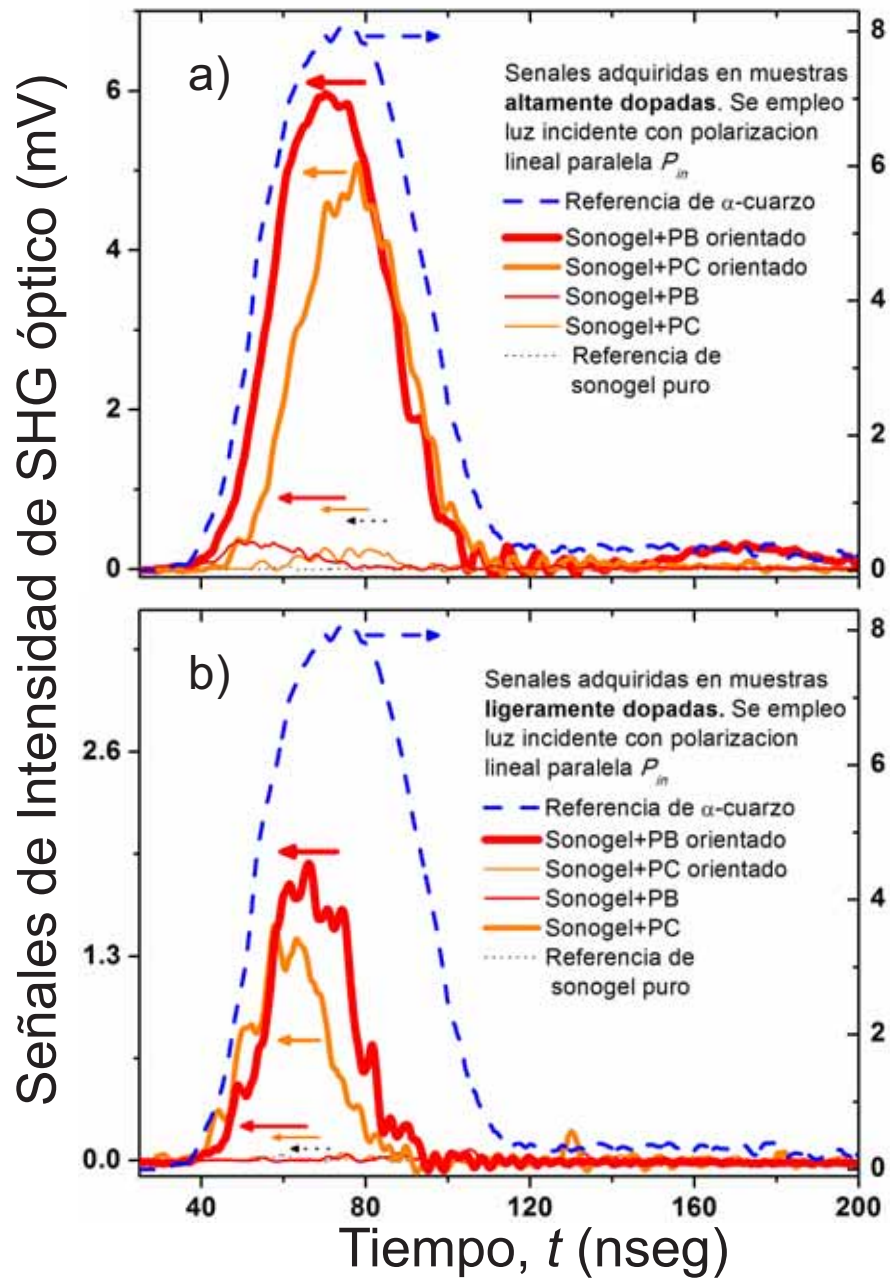 Señales de Intensidad de SHG óptico (mV)
a)
Senales adquiridas en muestras
altamente dopadas. Se empleo
luz incidente con polarizacion
lineal paralela P_in
Referencia de α-cuarzo
Sonogel+PB orientado
Sonogel+PC orientado
Sonogel+PB
Sonogel+PC
Referencia de
sonogel puro
6
4
2
0
8
6
4
2
0
b)
Senales adquiridas en muestras
ligeramente dopadas. Se empleo
luz incidente con polarizacion
lineal paralela P_in
Referencia de α-cuarzo
Sonogel+PB orientado
Sonogel+PC orientado
Sonogel+PB
Sonogel+PC
Referencia de
sonogel puro
2.6
1.3
0.0
8
6
4
2
0
40 80 120 160 200
Tiempo, t (nseg)